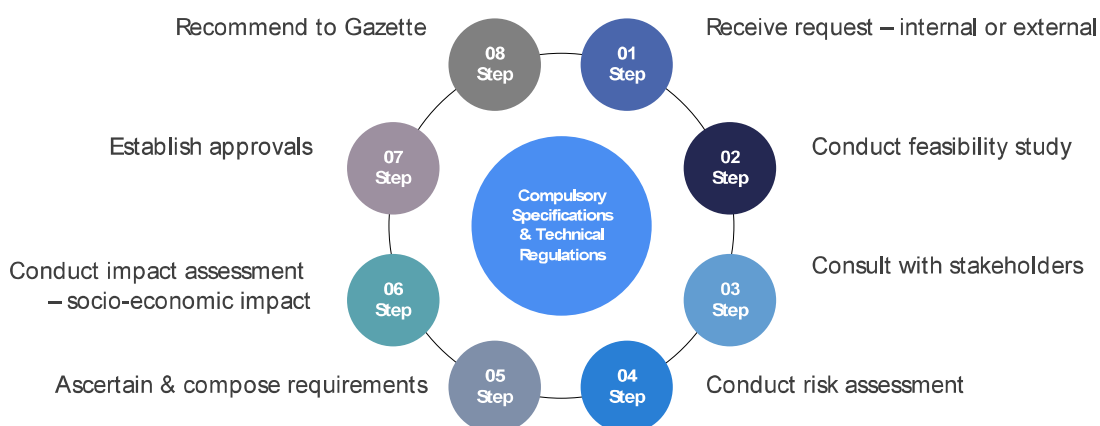 Recommend to Gazette
08
Step
01
Step
Receive request – internal or external
Establish approvals
07
Step
02
Step
Conduct feasibility study
Compulsory
Specifications
& Technical
Regulations
Conduct impact assessment
– socio-economic impact
06
Step
03
Step
Consult with stakeholders
Ascertain & compose requirements
05
Step
04
Step
Conduct risk assessment